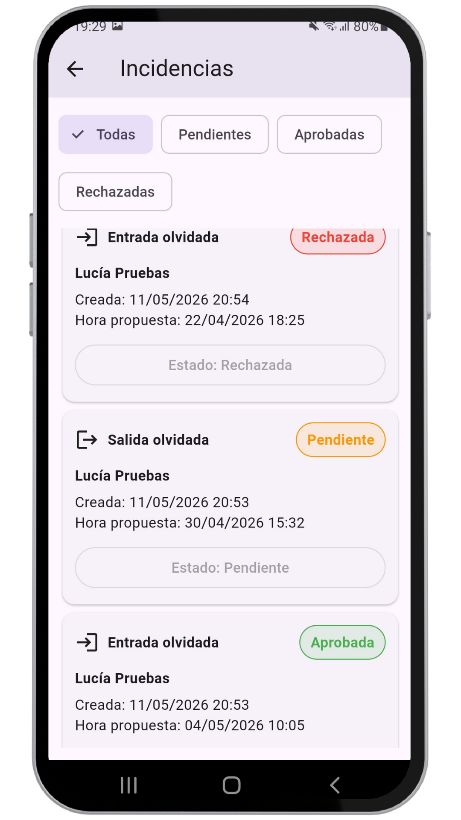 19:29
80%
Incidencias
Todas
Pendientes
Aprobadas
Rechazadas
Entrada olvidada
Rechazada
Lucía Pruebas
Creada: 11/05/2026 20:54
Hora propuesta: 22/04/2026 18:25
Estado: Rechazada
Salida olvidada
Pendiente
Lucía Pruebas
Creada: 11/05/2026 20:53
Hora propuesta: 30/04/2026 15:32
Estado: Pendiente
Entrada olvidada
Aprobada
Lucía Pruebas
Creada: 11/05/2026 20:53
Hora propuesta: 04/05/2026 10:05